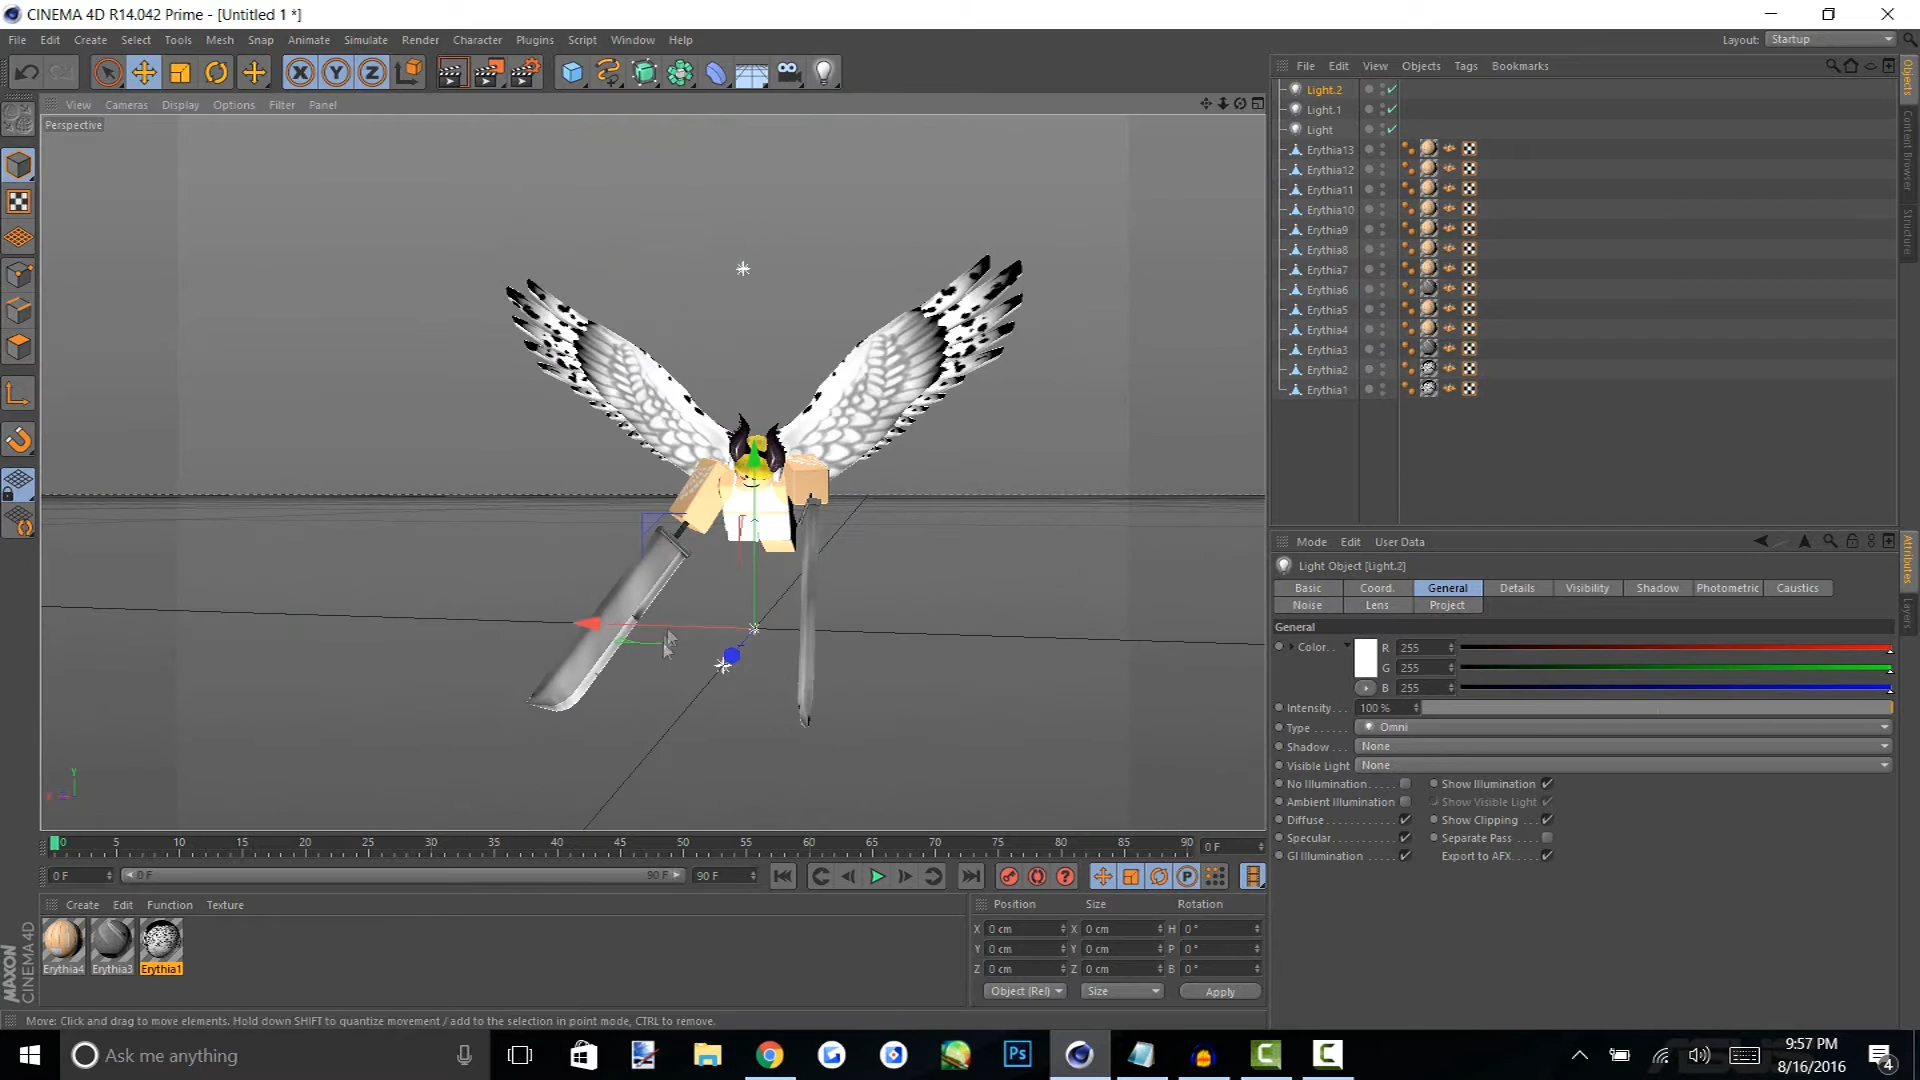 CINEMA 4D R14.042 Prime - [Untitled 1 *]
File Edit Create Select Tools Mesh Snap Animate Simulate Render Character Plugins Script Window Help
Layout: Startup
View Cameras Display Options Filter Panel
Perspective
File Edit View Objects Tags Bookmarks
Light.2
Light.1
Light
Erythia13
Erythia12
Erythia11
Erythia10
Erythia9
Erythia8
Erythia7
Erythia6
Erythia5
Erythia4
Erythia3
Erythia2
Erythia1
Objects
Content Browser
Structure
Mode Edit User Data
Light Object [Light.2]
Basic Coord. General Details Visibility Shadow Photometric Caustics
Noise Lens Project
General
Color. . R 255
G 255
B 255
Intensity. . . 100 %
Type . . . . . . Omni
Shadow . . . None
Visible Light None
No Illumination. . . . . Show Illumination
Ambient Illumination Show Visible Light
Diffuse . . . . . . . . . . . . Show Clipping
Specular. . . . . . . . . . . Separate Pass
GI Illumination . . . . . Export to AFX. . . .
Attributes
Layers
Y
X
0 5 10 15 20 25 30 35 40 45 50 55 60 65 70 75 80 85 90 0 F
0 F 0 F 90 F 90 F
P
Create Edit Function Texture
Erythia4 Erythia3 Erythia1
Position Size Rotation
X 0 cm X 0 cm H 0 °
Y 0 cm Y 0 cm P 0 °
Z 0 cm Z 0 cm B 0 °
Object (Rel) Size Apply
MAXON
CINEMA 4D
Move: Click and drag to move elements. Hold down SHIFT to quantize movement / add to the selection in point mode, CTRL to remove.
Ask me anything
Ps
9:57 PM
8/16/2016
4